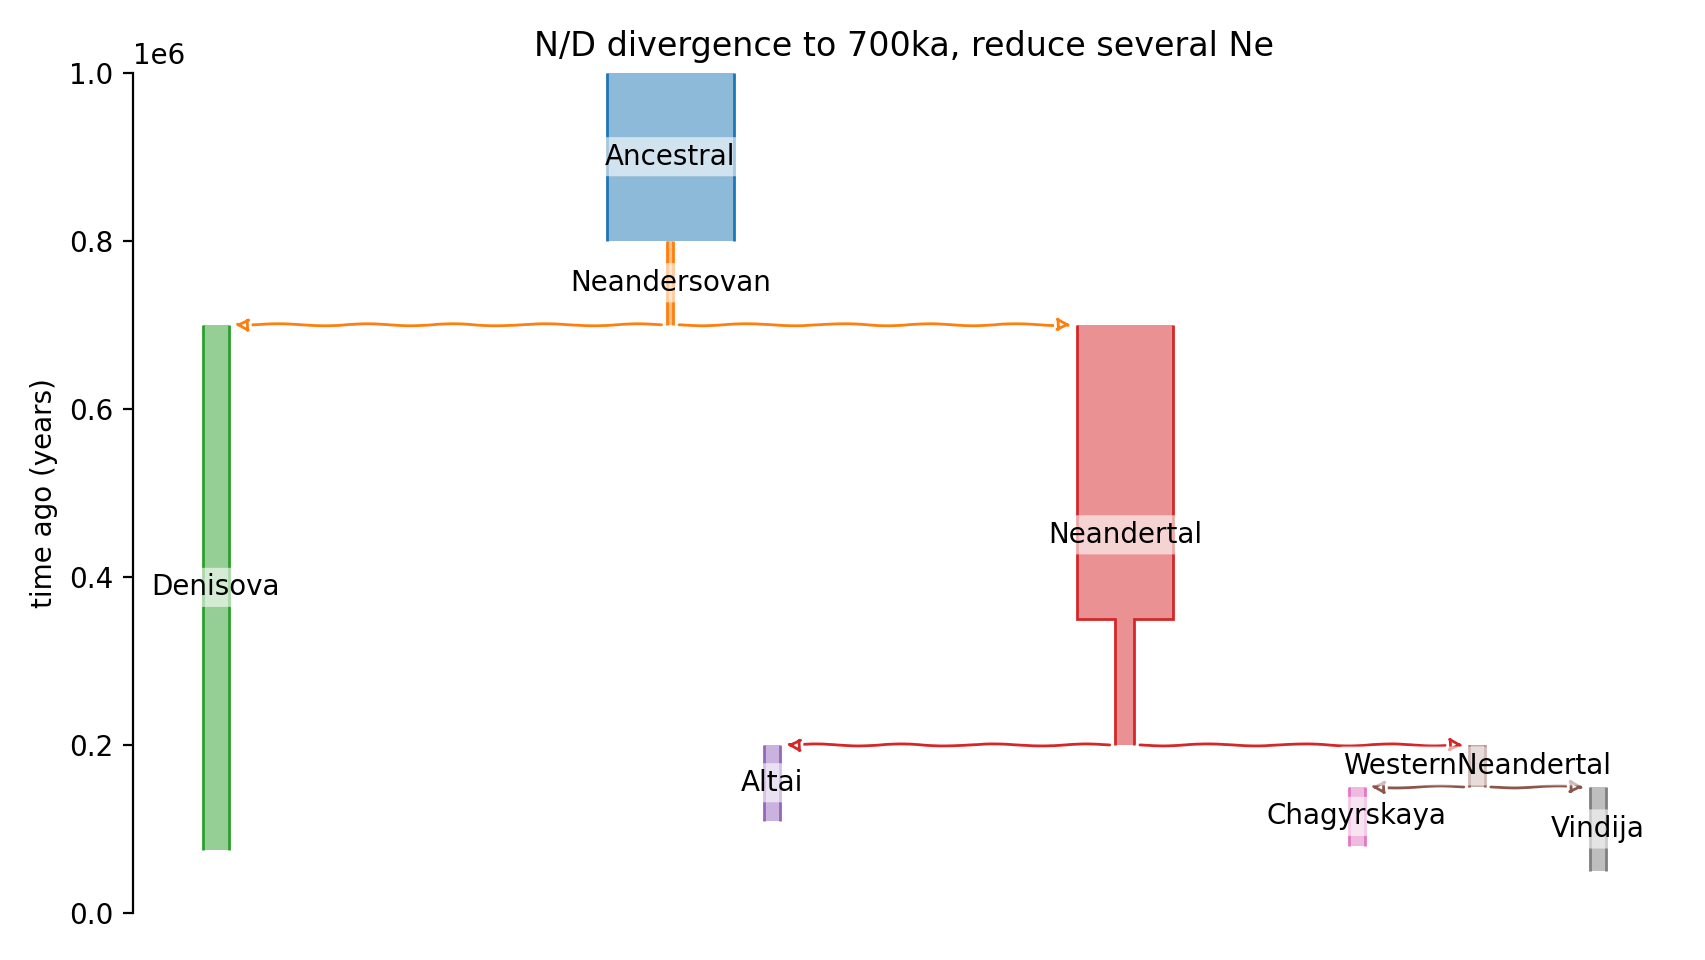 N/D divergence to 700ka, reduce several Ne
1e6
1.0
Ancestral
0.8
Neandersovan
0.6
time ago (years)
Neandertal
0.4
Denisova
0.2
WesternNeandertal
Altai
Chagyrskaya
Vindija
0.0